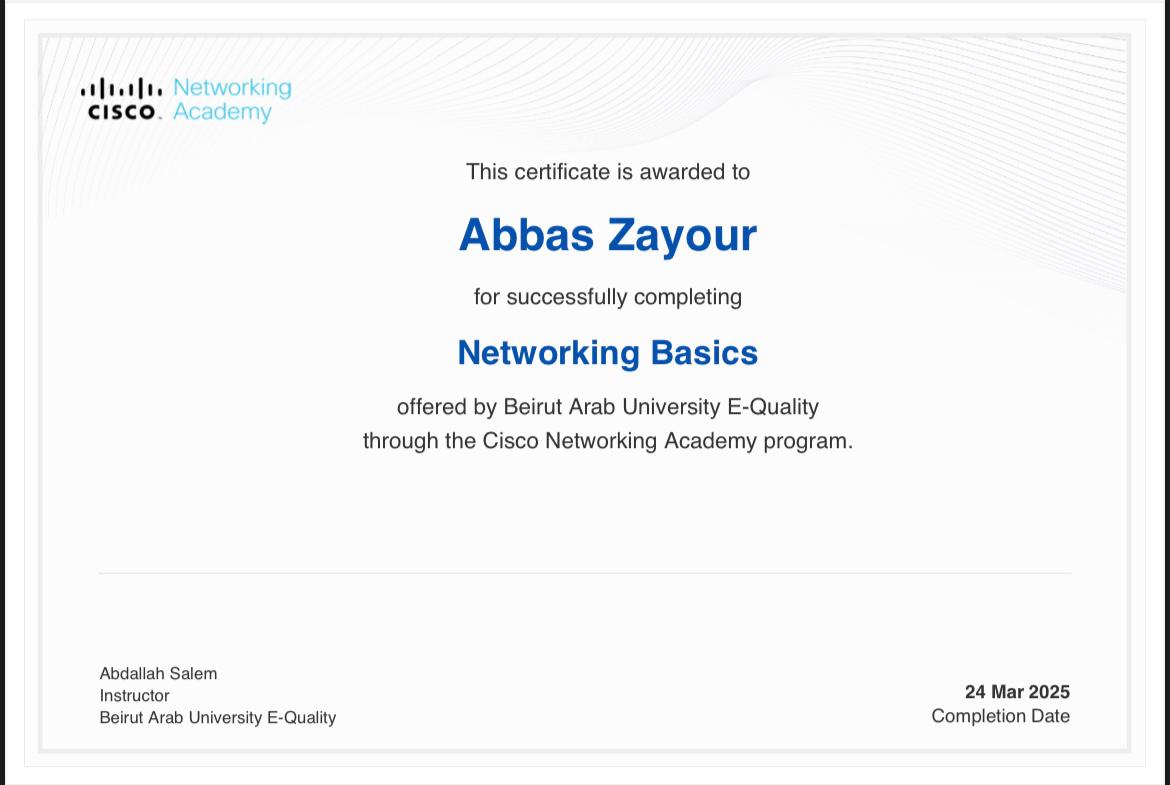 Networking
CISCO. Academy
This certificate is awarded to
Abbas Zayour
for successfully completing
Networking Basics
offered by Beirut Arab University E-Quality
through the Cisco Networking Academy program.
Abdallah Salem
Instructor
Beirut Arab University E-Quality
24 Mar 2025
Completion Date